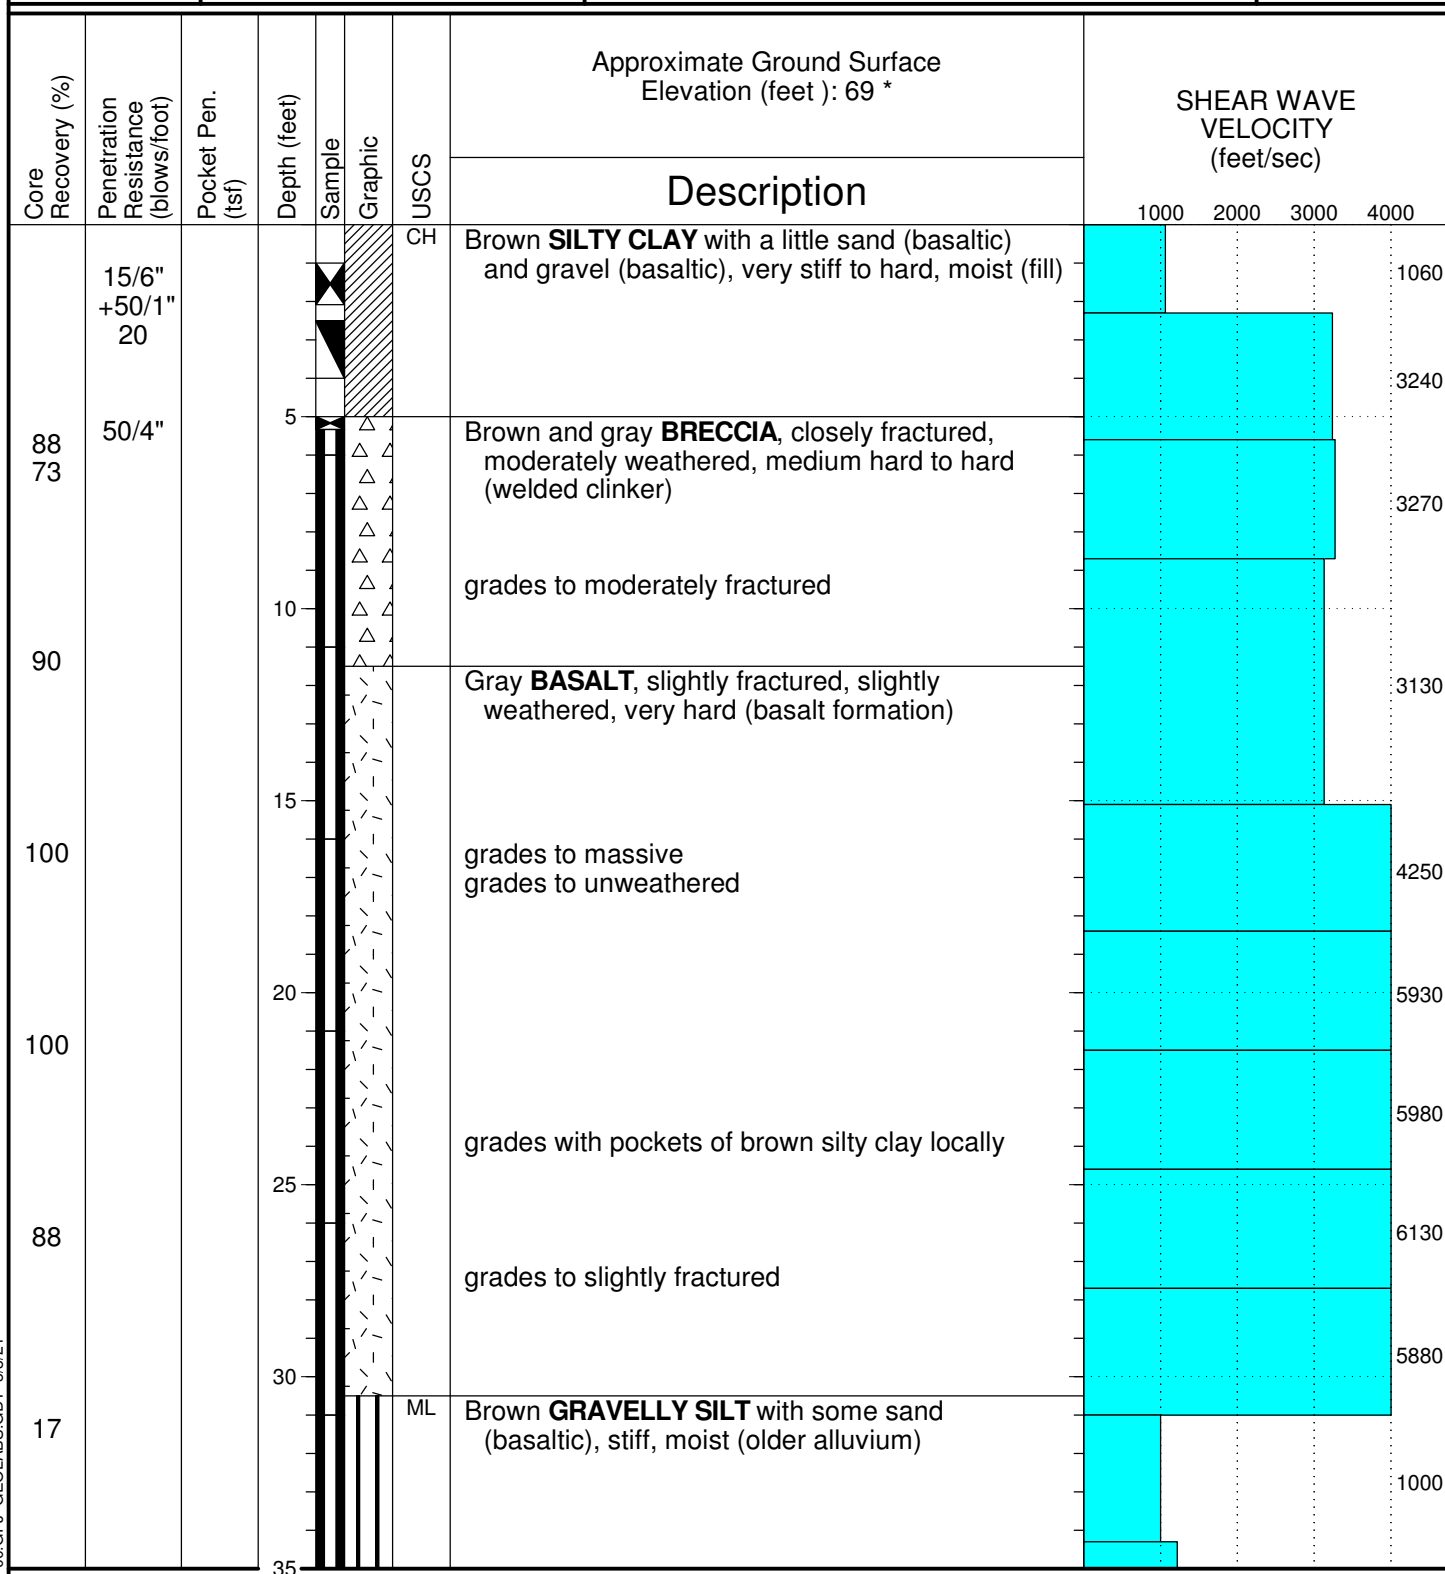 Core
Recovery (%)
Penetration
Resistance
(blows/foot)
Pocket Pen.
(tsf)
Depth (feet)
Sample
Graphic
USCS
Approximate Ground Surface
Elevation (feet ): 69 *
Description
SHEAR WAVE
VELOCITY
(feet/sec)
1000 2000 3000 4000
CH
Brown SILTY CLAY with a little sand (basaltic)
and gravel (basaltic), very stiff to hard, moist (fill)
15/6"
+50/1"
20
1060
3240
5
50/4"
88
73
Brown and gray BRECCIA, closely fractured,
moderately weathered, medium hard to hard
(welded clinker)
3270
grades to moderately fractured
10
90
Gray BASALT, slightly fractured, slightly
weathered, very hard (basalt formation)
3130
15
100
grades to massive
grades to unweathered
4250
20
5930
100
5980
grades with pockets of brown silty clay locally
25
88
6130
grades to slightly fractured
5880
30
17
ML
Brown GRAVELLY SILT with some sand
(basaltic), stiff, moist (older alluvium)
1000
35